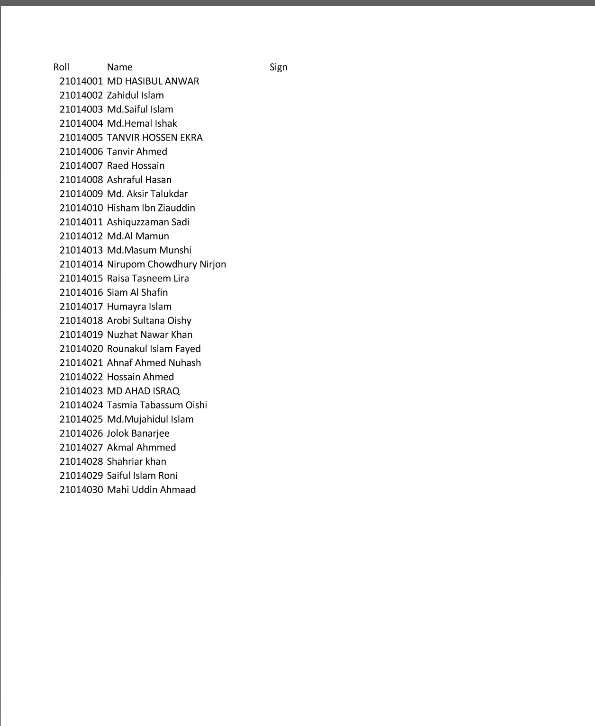 Roll Name Sign
21014001 MD HASIBUL ANWAR
21014002 Zahidul Islam
21014003 Md.Saiful Islam
21014004 Md.Hemal Ishak
21014005 TANVIR HOSSEN EKRA
21014006 Tanvir Ahmed
21014007 Raed Hossain
21014008 Ashraful Hasan
21014009 Md. Aksir Talukdar
21014010 Hisham Ibn Ziauddin
21014011 Ashiquzzaman Sadi
21014012 Md.Al Mamun
21014013 Md.Masum Munshi
21014014 Nirupom Chowdhury Nirjon
21014015 Raisa Tasneem Lira
21014016 Siam Al Shafin
21014017 Humayra Islam
21014018 Arobi Sultana Oishy
21014019 Nuzhat Nawar Khan
21014020 Rounakul Islam Fayed
21014021 Ahnaf Ahmed Nuhash
21014022 Hossain Ahmed
21014023 MD AHAD ISRAQ
21014024 Tasmia Tabassum Oishi
21014025 Md.Mujahidul Islam
21014026 Jolok Banarjee
21014027 Akmal Ahmmed
21014028 Shahriar khan
21014029 Saiful Islam Roni
21014030 Mahi Uddin Ahmaad